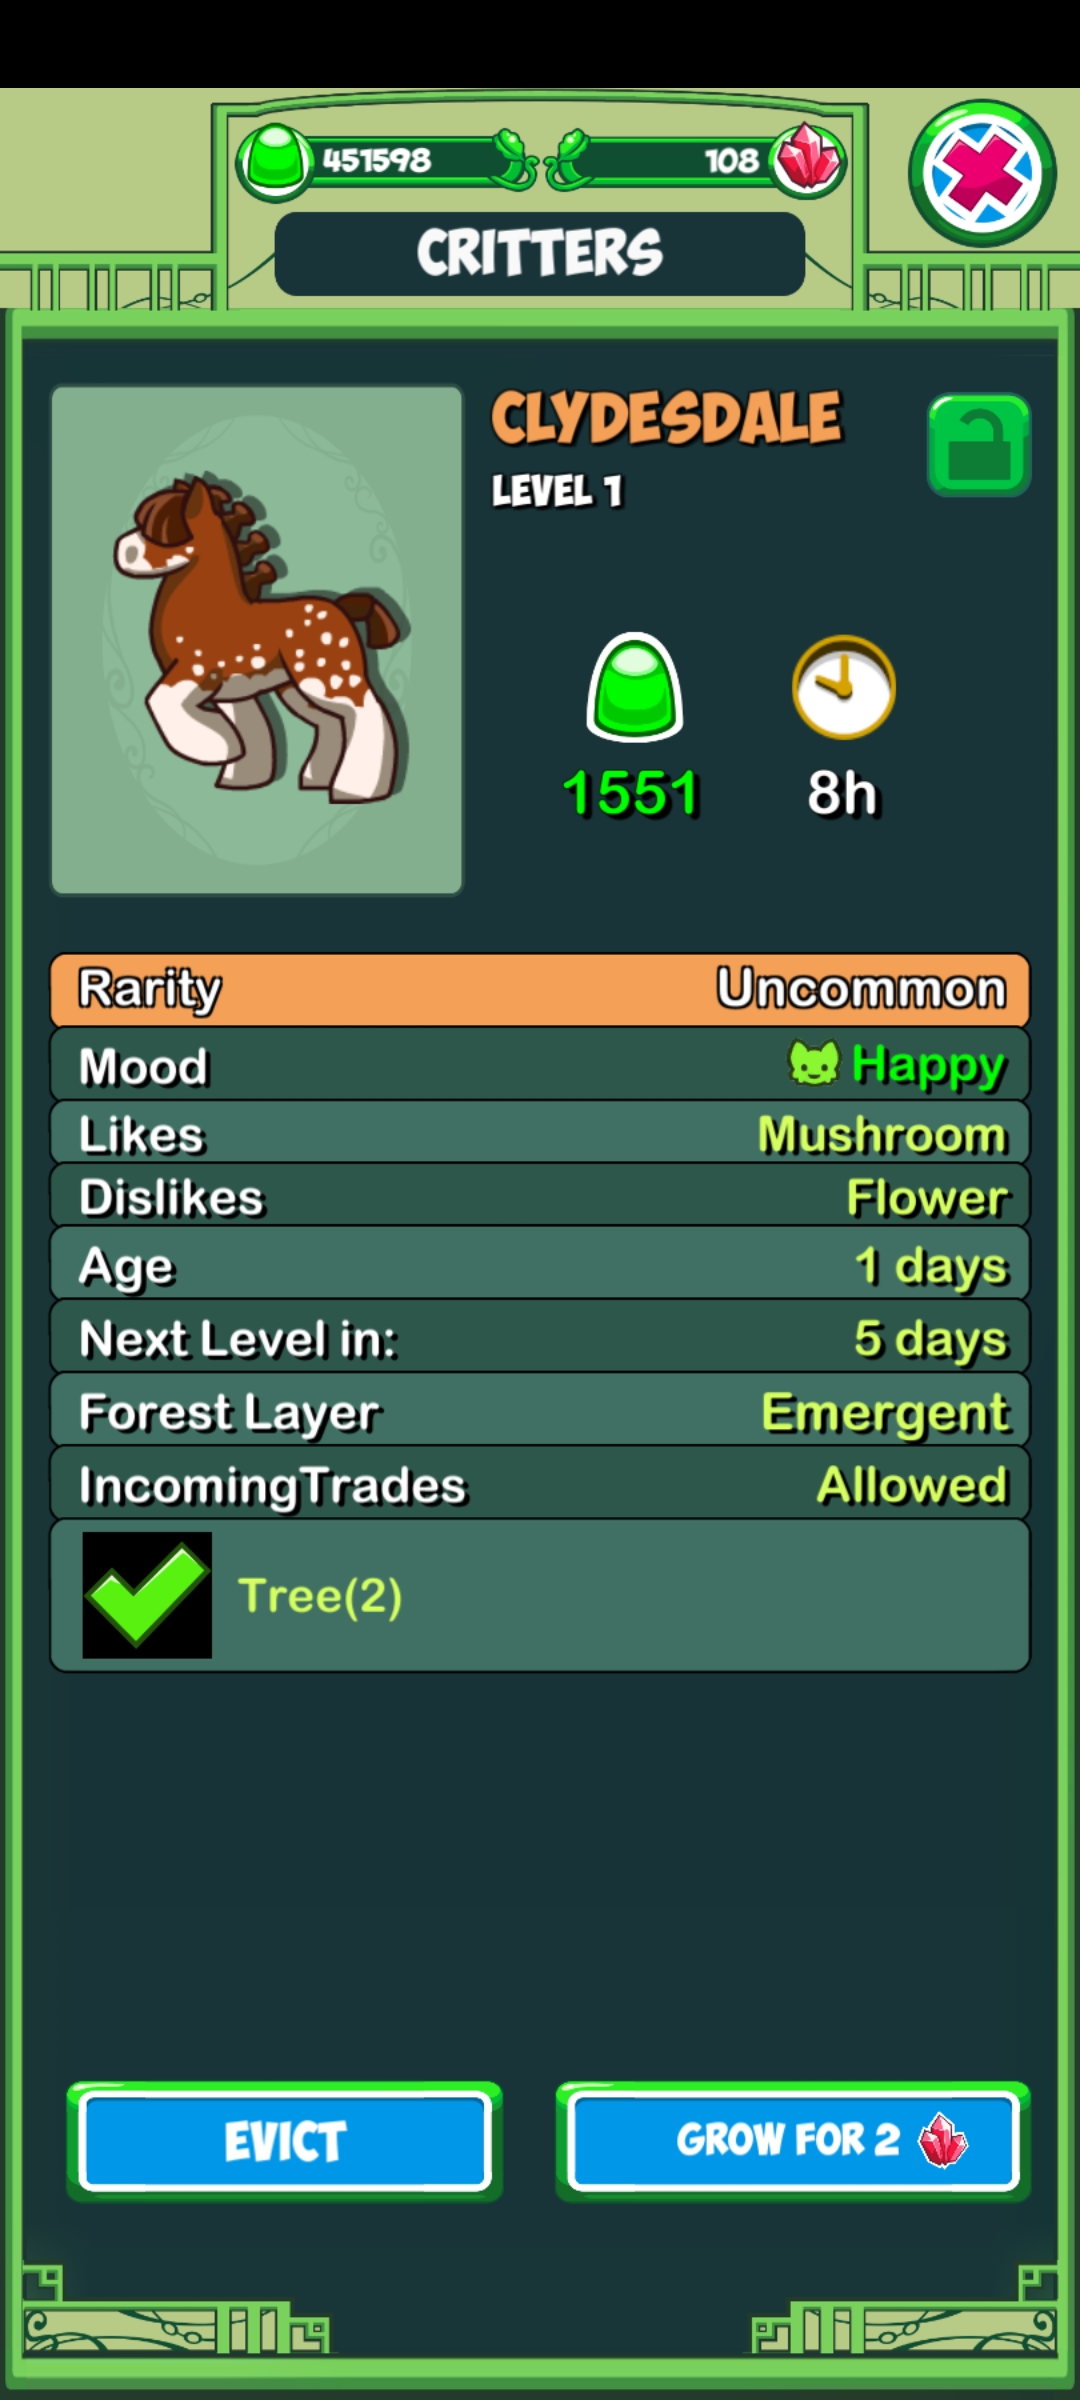 451598
108
CRITTERS
CLYDESDALE
LEVEL 1
1551
8h
Rarity Uncommon
Mood Happy
Likes Mushroom
Dislikes Flower
Age 1 days
Next Level in: 5 days
Forest Layer Emergent
IncomingTrades Allowed
Tree(2)
EVICT
GROW FOR 2